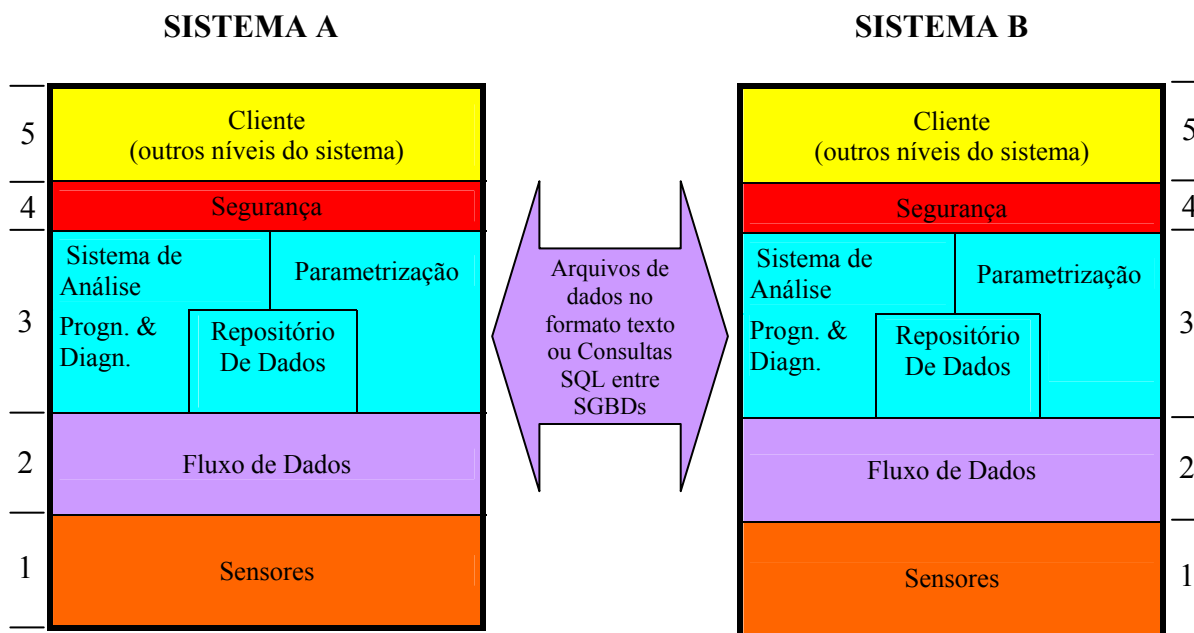 SISTEMA A
5
Cliente
(outros níveis do sistema)
4
Segurança
3
Sistema de
Análise
Progn. &
Diagn.
Parametrização
Repositório
De Dados
2
Fluxo de Dados
1
Sensores
Arquivos de
dados no
formato texto
ou Consultas
SQL entre
SGBDs
SISTEMA B
Cliente
(outros níveis do sistema)
5
Segurança
4
Sistema de
Análise
Progn. &
Diagn.
Parametrização
Repositório
De Dados
3
Fluxo de Dados
2
Sensores
1